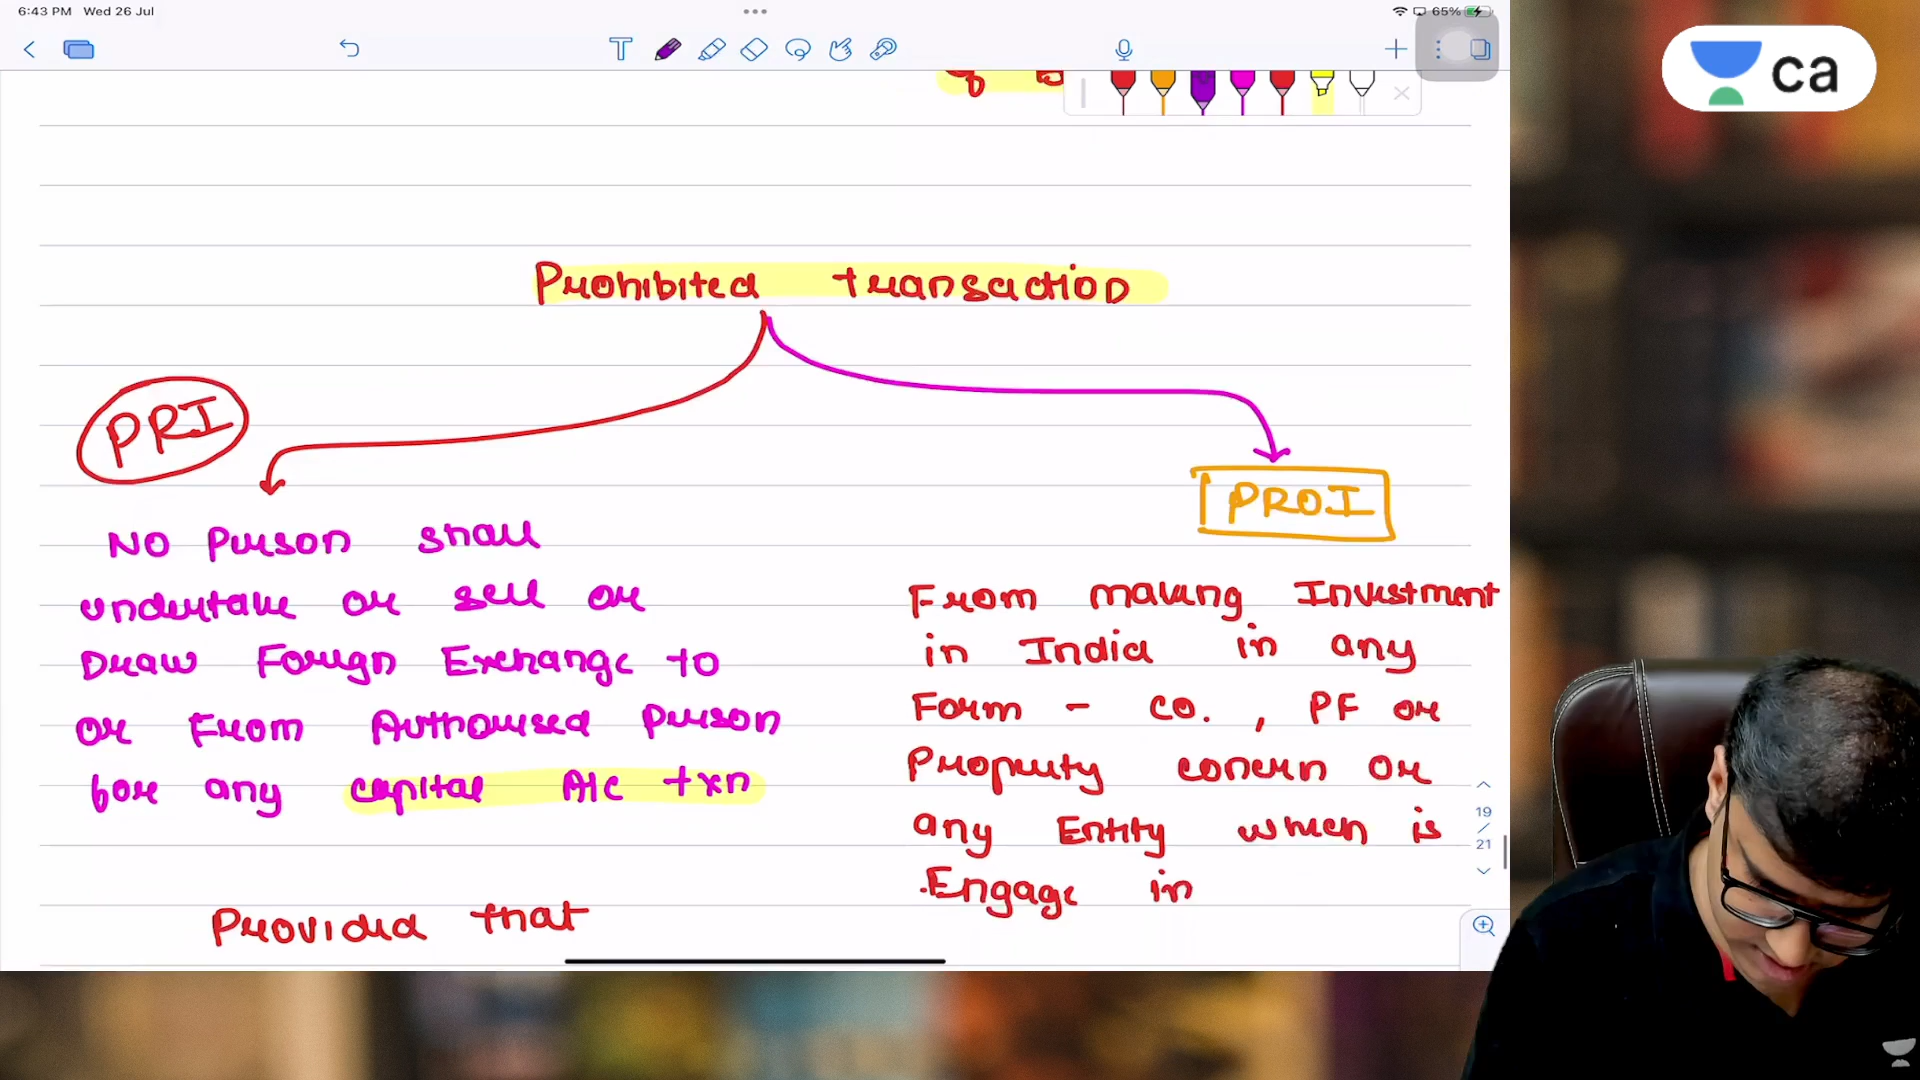 6:43 PM Wed 26 Jul
65%
ca
Prohibited transaction
PRI
PROI
No Person shall
undertake or sell or
Draw Foreign Exchange to
or From Authorised person
for any capital A/c txn
Provided that
From making Investment
in India in any
Form - co. , PF or
Property concern or
any Entity which is
Engage in
19
/
21